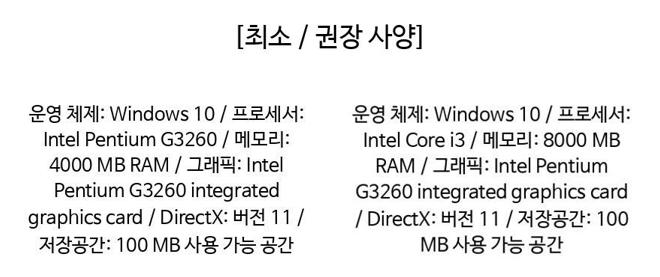 [최소 / 권장 사양]
운영 체제: Windows 10 / 프로세서:
Intel Pentium G3260 / 메모리:
4000 MB RAM / 그래픽: Intel
Pentium G3260 integrated
graphics card / DirectX: 버전 11 /
저장공간: 100 MB 사용 가능 공간
운영 체제: Windows 10 / 프로세서:
Intel Core i3 / 메모리: 8000 MB
RAM / 그래픽: Intel Pentium
G3260 integrated graphics card
/ DirectX: 버전 11 / 저장공간: 100
MB 사용 가능 공간